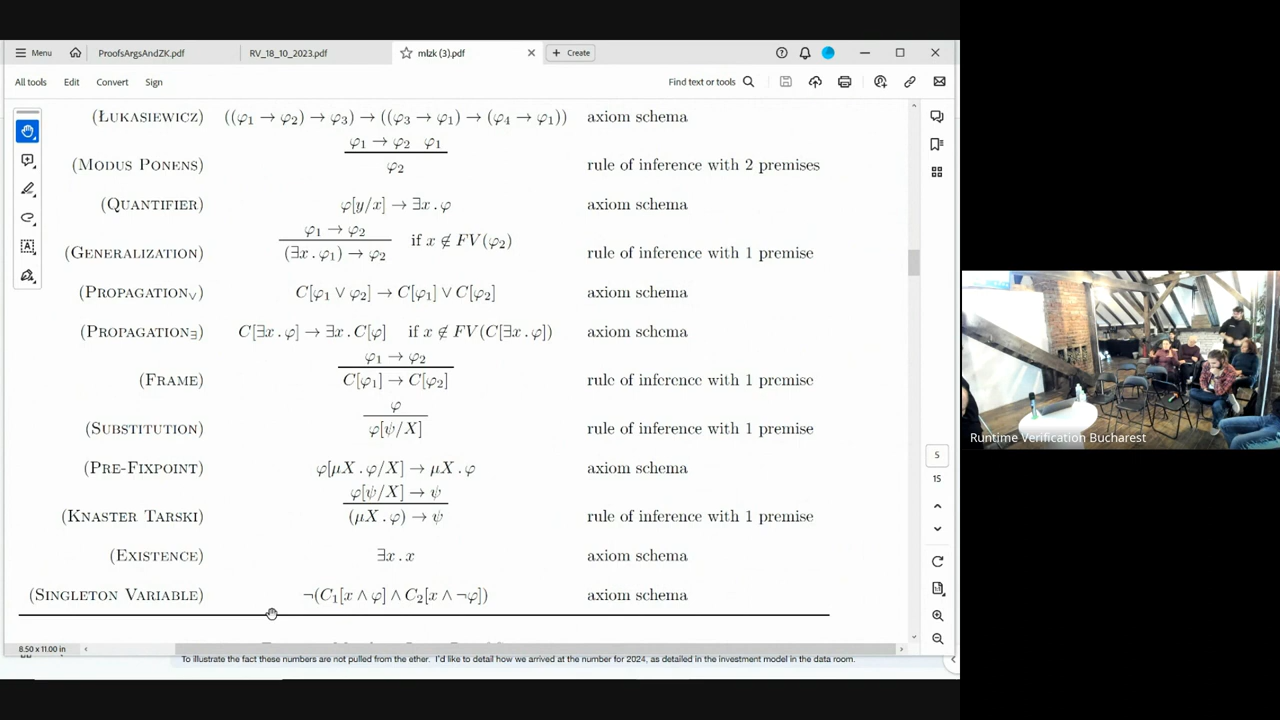 Menu ProofsArgsAndZK.pdf RV_18_10_2023.pdf mlzk (3).pdf Create
All tools Edit Convert Sign Find text or tools
(ŁUKASIEWICZ) ((φ₁ → φ₂) → φ₃) → ((φ₃ → φ₁) → (φ₄ → φ₁)) axiom schema
φ₁ → φ₂ φ₁
(MODUS PONENS) φ₂ rule of inference with 2 premises
(QUANTIFIER) φ[y/x] → ∃x . φ axiom schema
φ₁ → φ₂ if x ∉ FV(φ₂)
(GENERALIZATION) (∃x . φ₁) → φ₂ rule of inference with 1 premise
(PROPAGATION∨) C[φ₁ ∨ φ₂] → C[φ₁] ∨ C[φ₂] axiom schema
(PROPAGATION∃) C[∃x . φ] → ∃x . C[φ] if x ∉ FV(C[∃x . φ]) axiom schema
φ₁ → φ₂
(FRAME) C[φ₁] → C[φ₂] rule of inference with 1 premise
φ
(SUBSTITUTION) φ[ψ/X] rule of inference with 1 premise
(PRE-FIXPOINT) φ[μX . φ/X] → μX . φ axiom schema
φ[ψ/X] → ψ
(KNASTER TARSKI) (μX . φ) → ψ rule of inference with 1 premise
(EXISTENCE) ∃x . x axiom schema
(SINGLETON VARIABLE) ¬(C₁[x ∧ φ] ∧ C₂[x ∧ ¬φ]) axiom schema
5
15
8.50 x 11.00 in
To illustrate the fact these numbers are not pulled from the ether. I'd like to detail how we arrived at the number for 2024, as detailed in the investment model in the data room.
Runtime Verification Bucharest